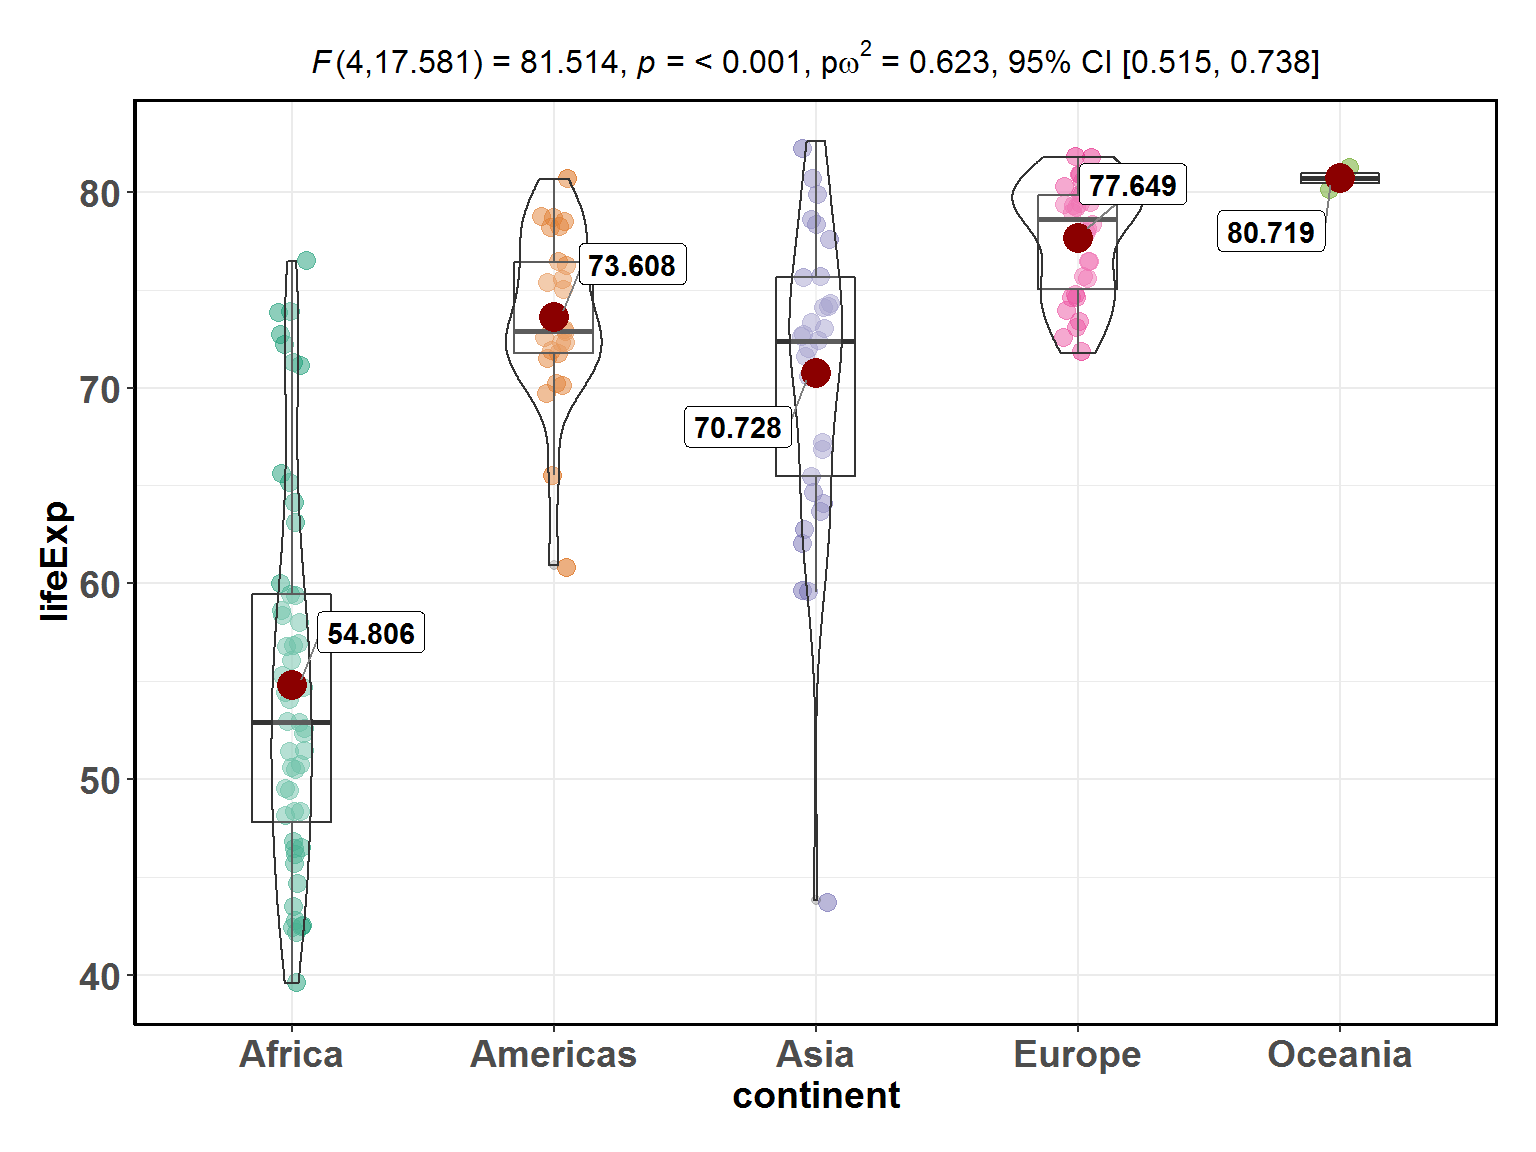 F(4,17.581) = 81.514, p = < 0.001, pω² = 0.623, 95% CI [0.515, 0.738]
lifeExp
80
70
60
50
40
77.649
80.719
73.608
70.728
54.806
Africa Americas Asia Europe Oceania
continent